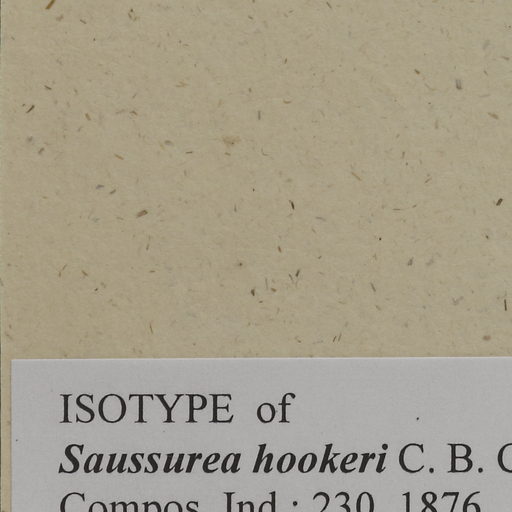 ISOTYPE of
Saussurea hookeri C. B.
Compos. Ind.: 230. 1876